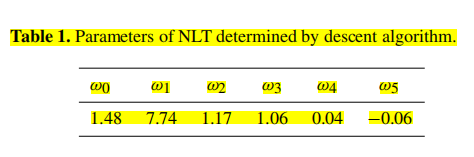 Table 1. Parameters of NLT determined by descent algorithm.
ω0 ω1 ω2 ω3 ω4 ω5
1.48 7.74 1.17 1.06 0.04 −0.06